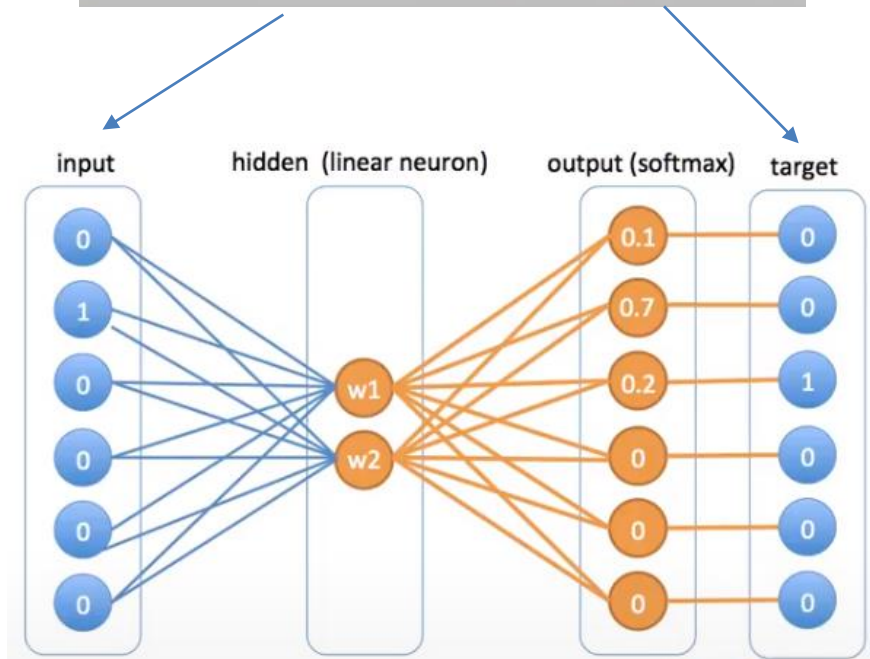 input hidden (linear neuron) output (softmax) target
0 0.1 0
1 0.7 0
0 w1 0.2 1
0 w2 0 0
0 0 0
0 0 0